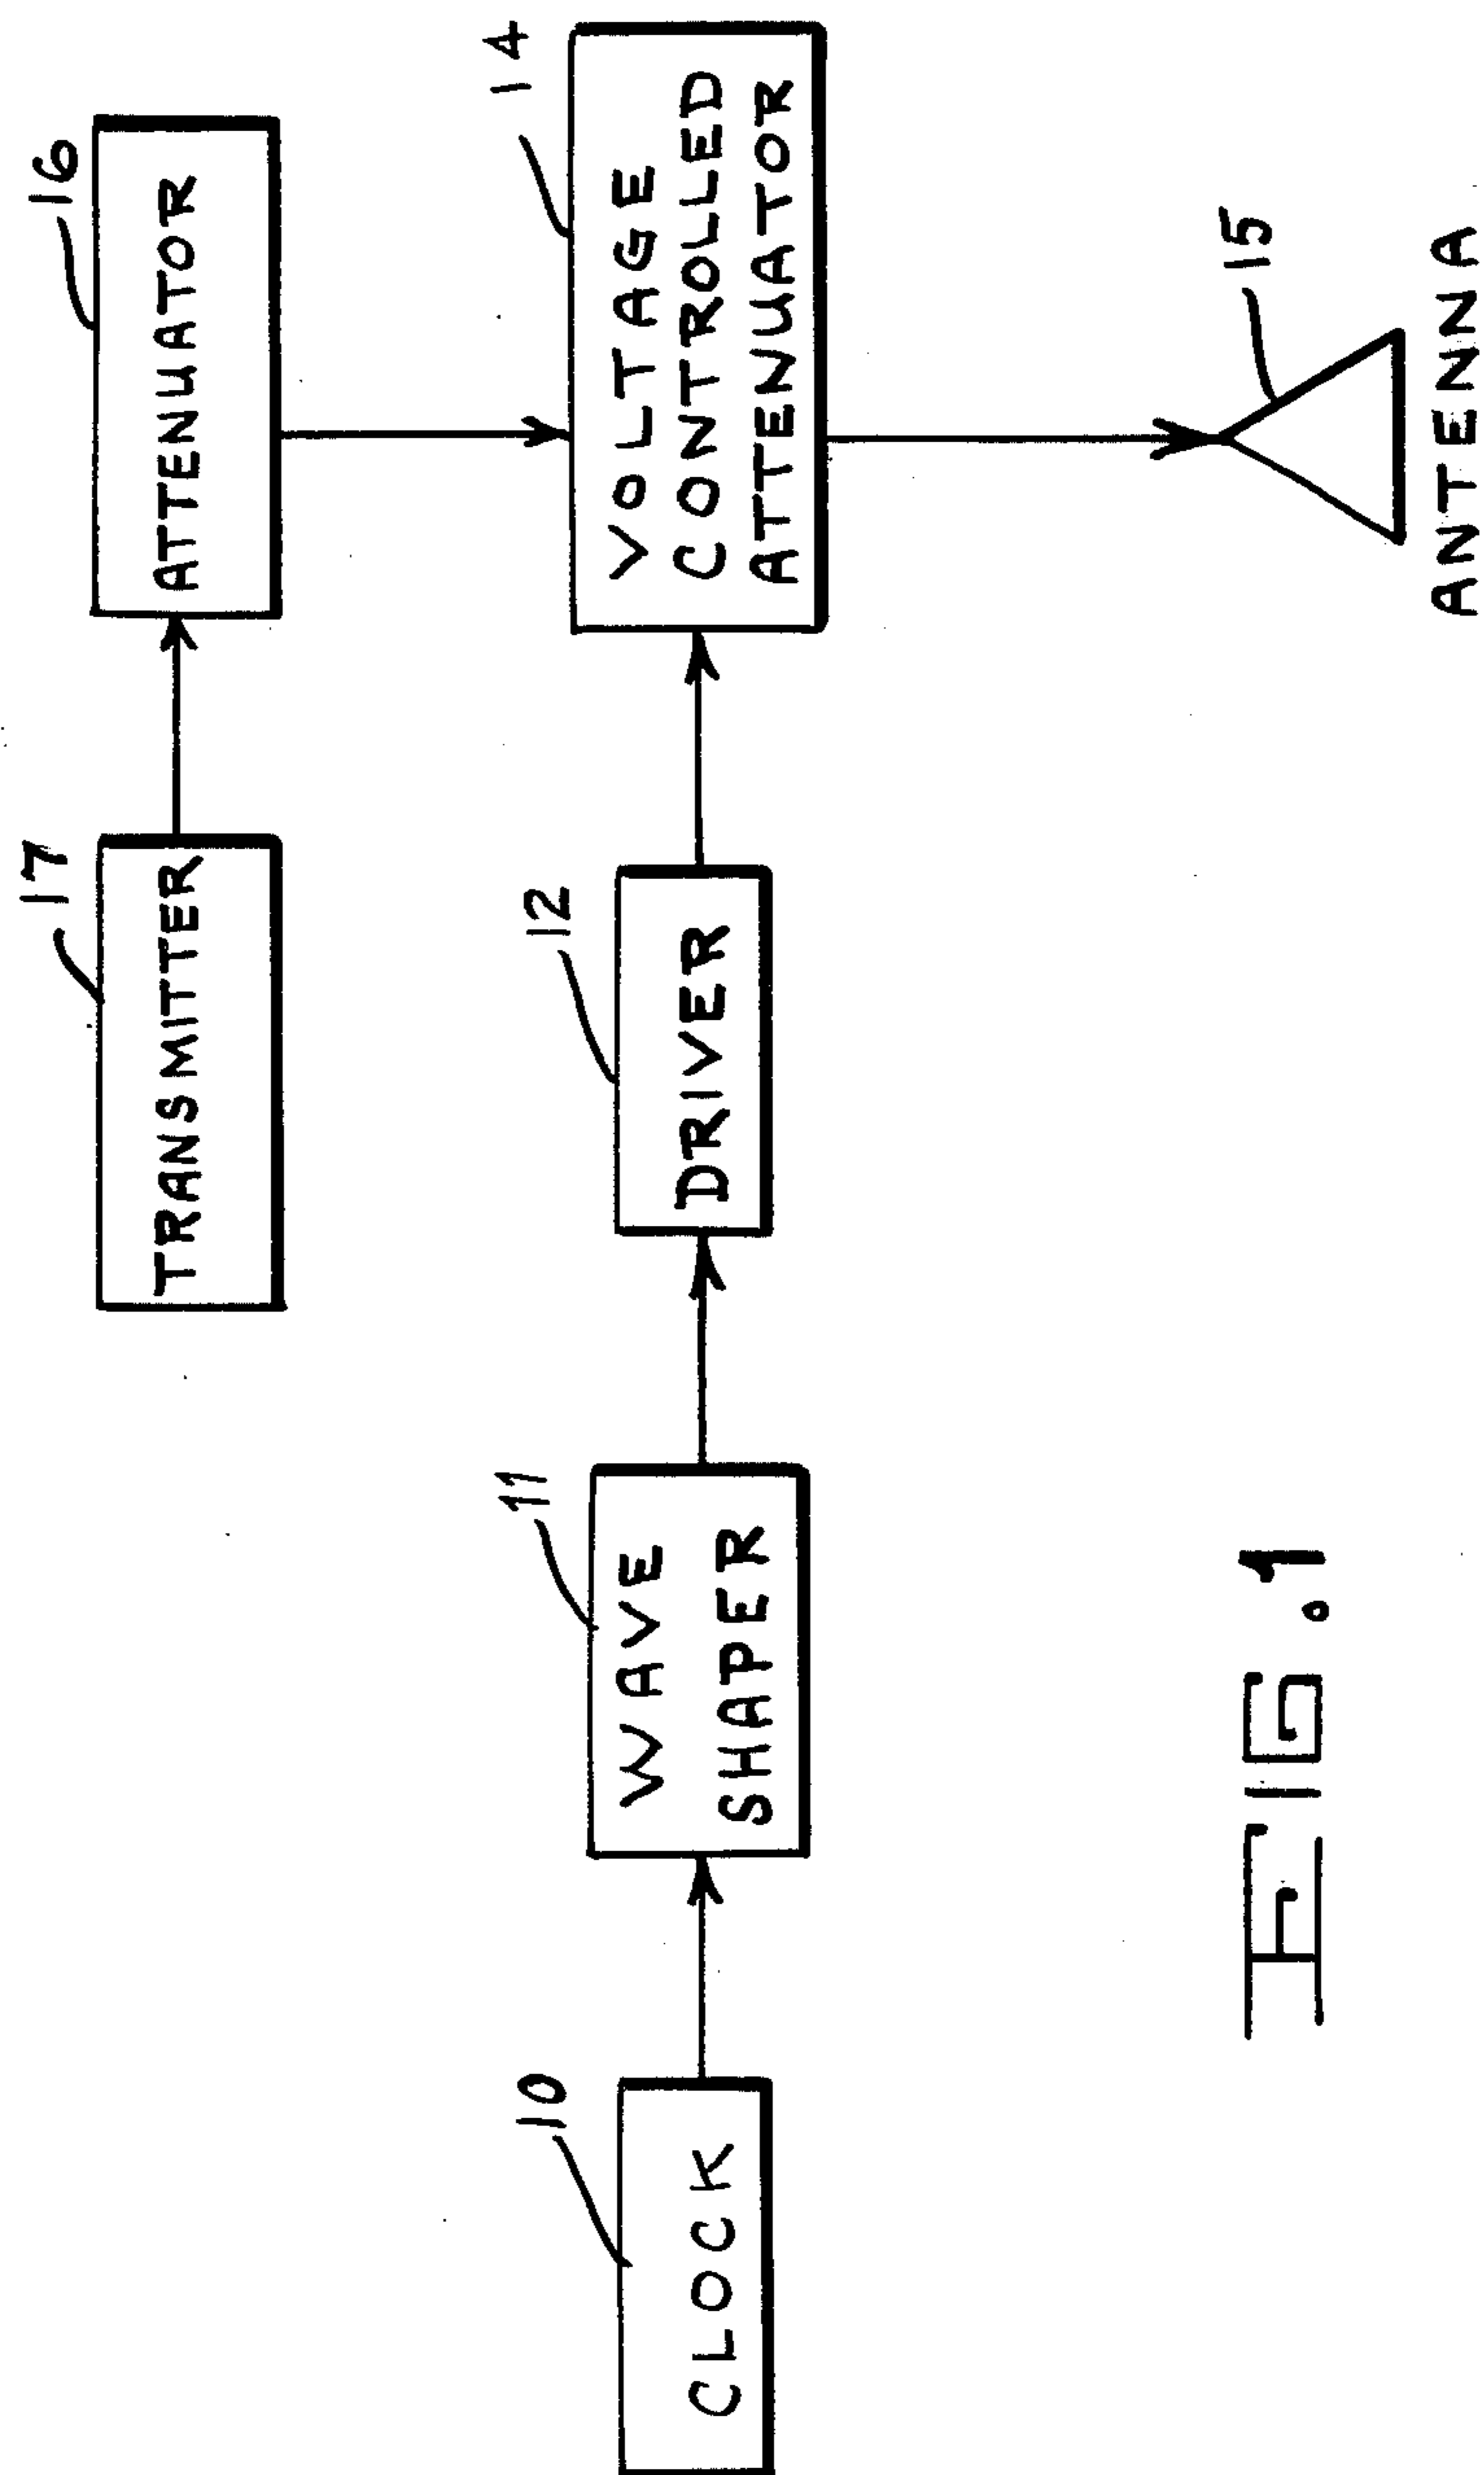 17
TRANSMITTER
16
ATTENUATOR
10
CLOCK
11
WAVE
SHAPER
12
DRIVER
14
VOLTAGE
CONTROLLED
ATTENUATOR
15
ANTENNA
FIG.1